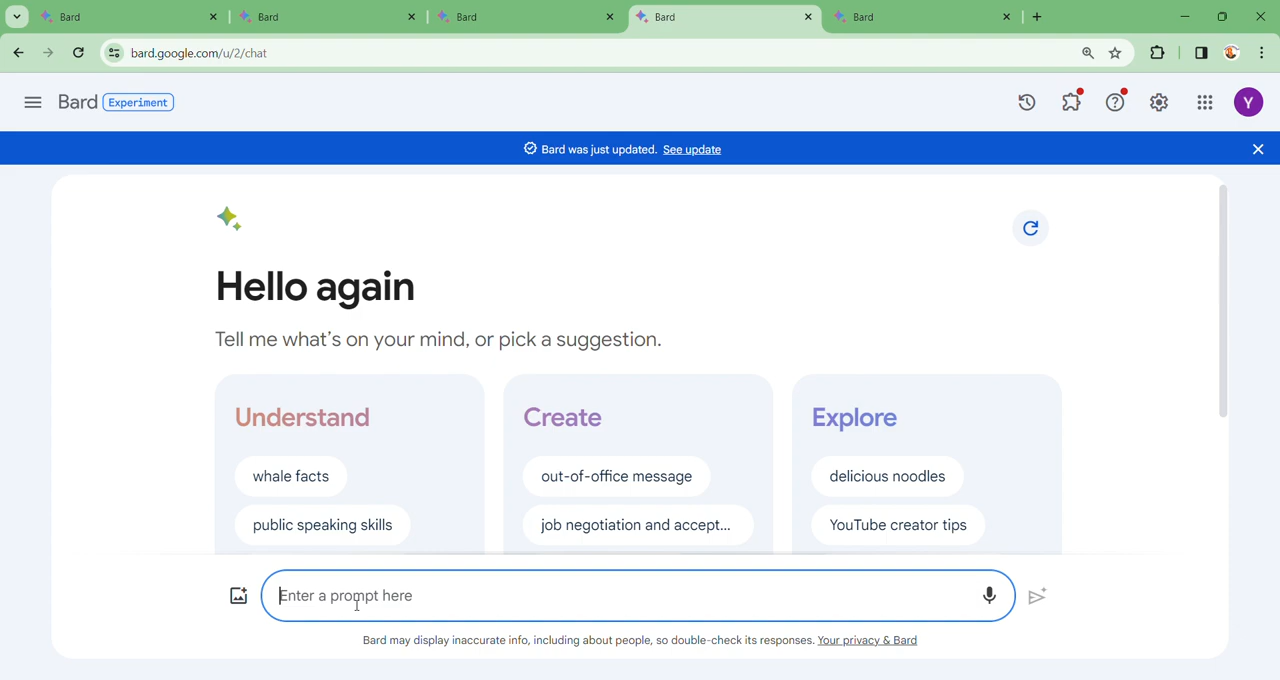 Bard
Bard
Bard
Bard
Bard
bard.google.com/u/2/chat
Bard Experiment
Y
Bard was just updated. See update
Hello again
Tell me what's on your mind, or pick a suggestion.
Understand
Create
Explore
whale facts
out-of-office message
delicious noodles
public speaking skills
job negotiation and accept...
YouTube creator tips
Enter a prompt here
Bard may display inaccurate info, including about people, so double-check its responses. Your privacy & Bard